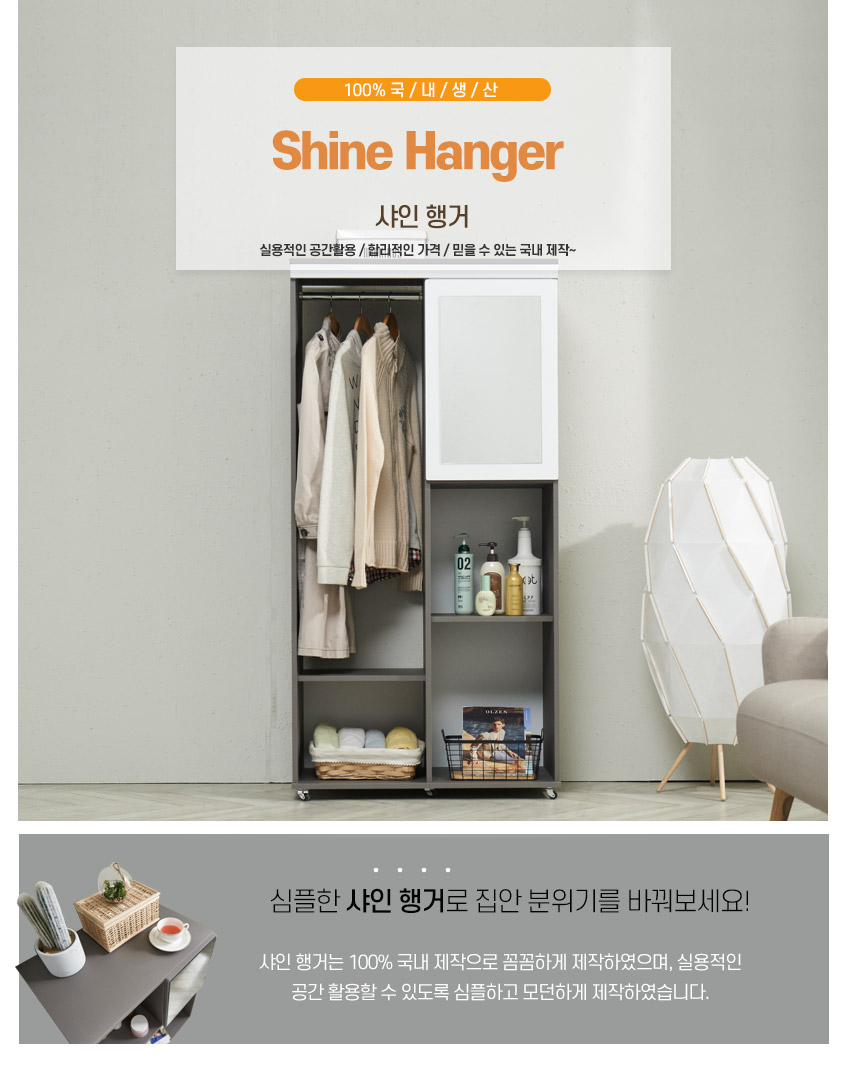 100% 국 / 내 / 생 / 산
Shine Hanger
샤인 행거
실용적인 공간활용 / 합리적인 가격 / 믿을 수 있는 국내 제작~
02
OLZEN
심플한 샤인 행거로 집안 분위기를 바꿔보세요!
샤인 행거는 100% 국내 제작으로 꼼꼼하게 제작하였으며, 실용적인
공간 활용할 수 있도록 심플하고 모던하게 제작하였습니다.